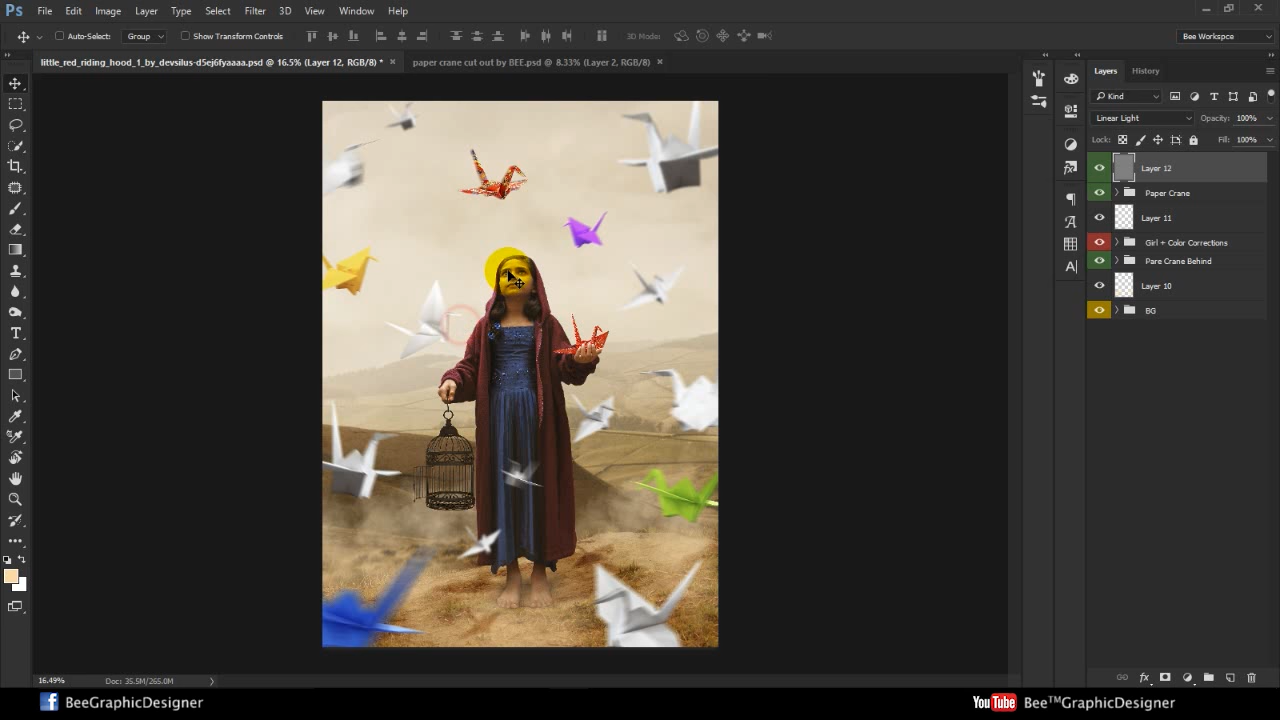 Ps File Edit Image Layer Type Select Filter 3D View Window Help
Auto-Select: Group Show Transform Controls 3D Mode: Bee Workspce
little_red_riding_hood_1_by_devsilus-d5ej6fyaaaa.psd @ 16.5% (Layer 12, RGB/8) * × paper crane cut out by BEE.psd @ 8.33% (Layer 2, RGB/8) ×
Layers History
Kind
Linear Light Opacity: 100%
Lock: Fill: 100%
Layer 12
Paper Crane
Layer 11
Girl + Color Corrections
Pare Crane Behind
Layer 10
BG
16.49% Doc: 35.5M/265.0M
BeeGraphicDesigner YouTube Bee™GraphicDesigner